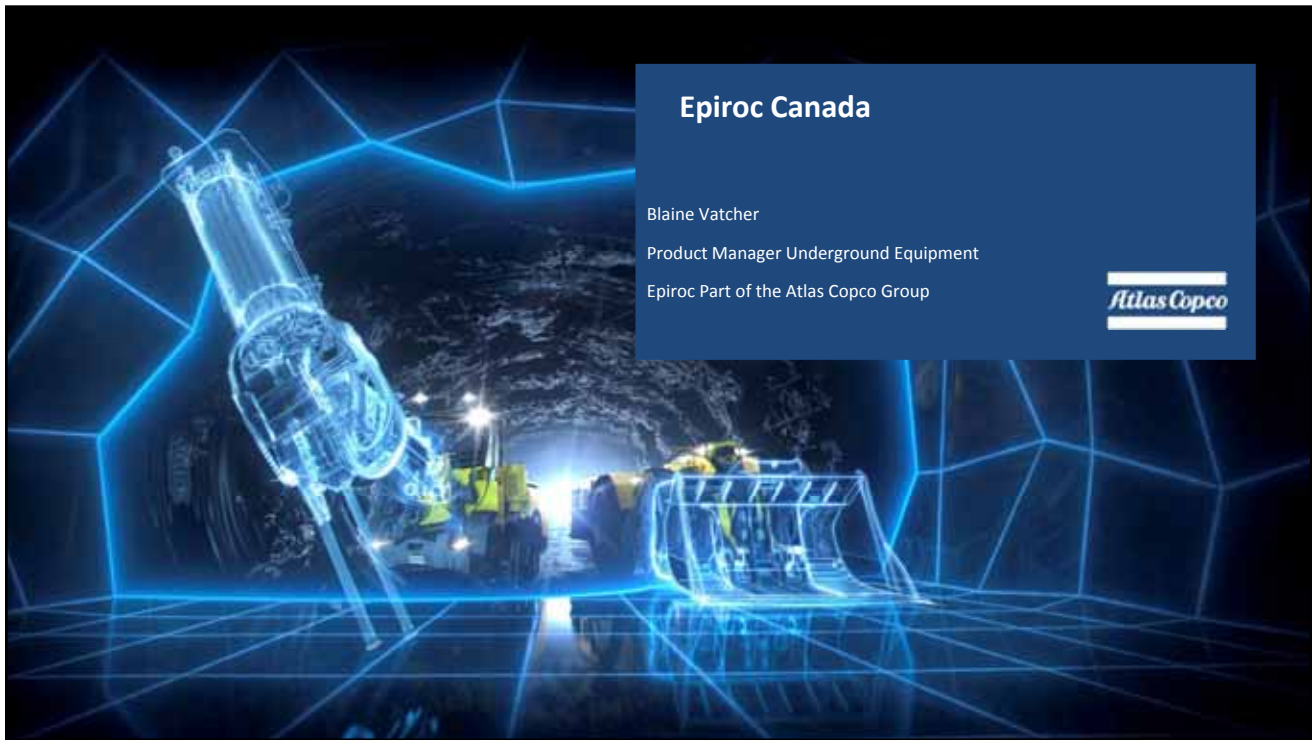 Epiroc Canada
Blaine Vatcher
Product Manager Underground Equipment
Epiroc Part of the Atlas Copco Group
Atlas Copco